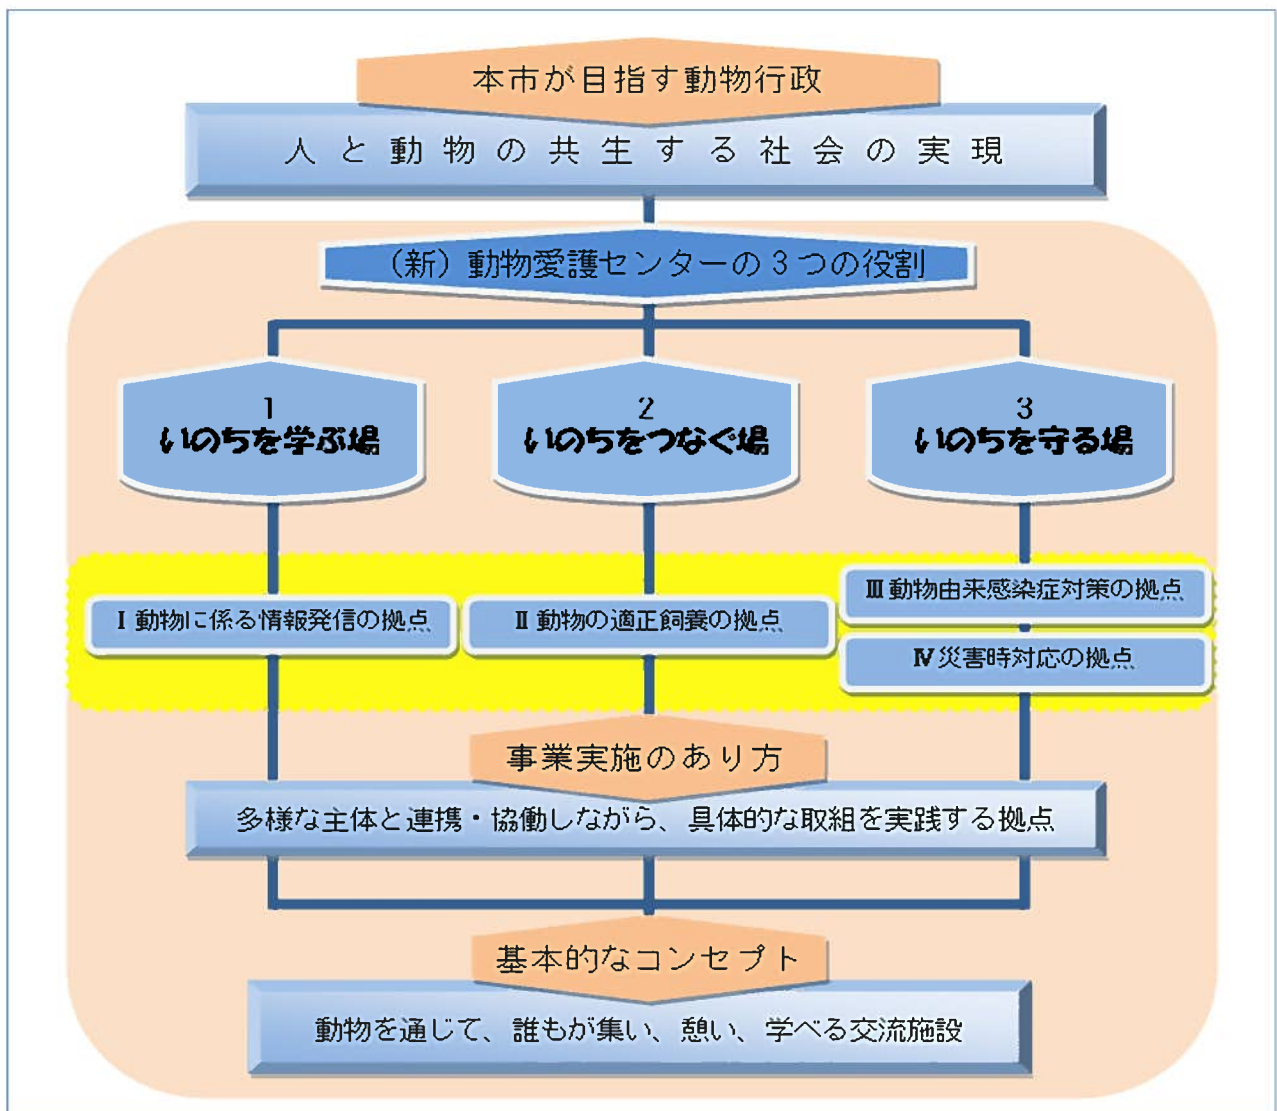 本市が目指す動物行政
人と動物の共生する社会の実現
（新）動物愛護センターの３つの役割
1
いのちを学ぶ場
2
いのちをつなぐ場
3
いのちを守る場
Ⅰ 動物に係る情報発信の拠点
Ⅱ 動物の適正飼養の拠点
Ⅲ 動物由来感染症対策の拠点
Ⅳ 災害時対応の拠点
事業実施のあり方
多様な主体と連携・協働しながら、具体的な取組を実践する拠点
基本的なコンセプト
動物を通じて、誰もが集い、憩い、学べる交流施設